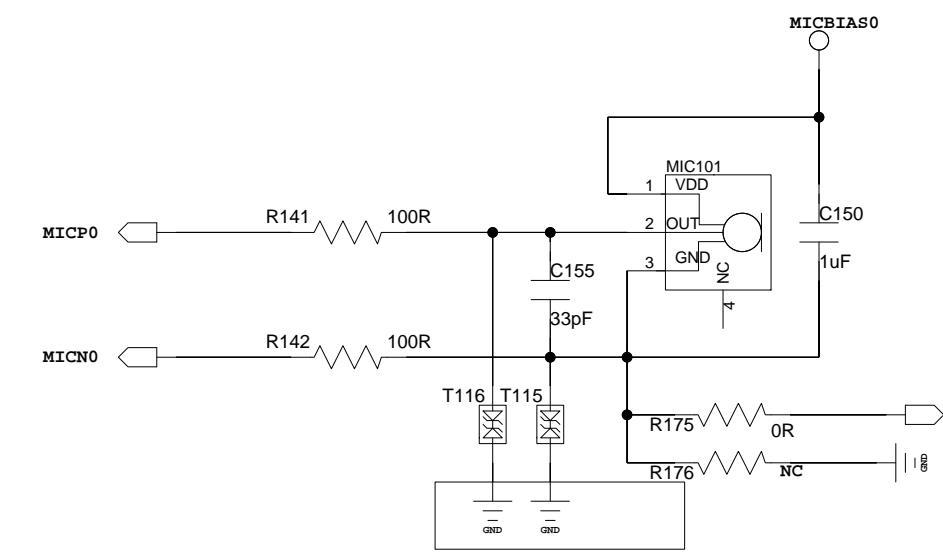 MICBIAS0
MIC101
1 VDD
R141 100R C150
MICP0 2 OUT
3 GND NC 1uF
C155
4
33pF
R142 100R
MICN0
T116 T115
R175 0R
R176 NC GND
GND GND